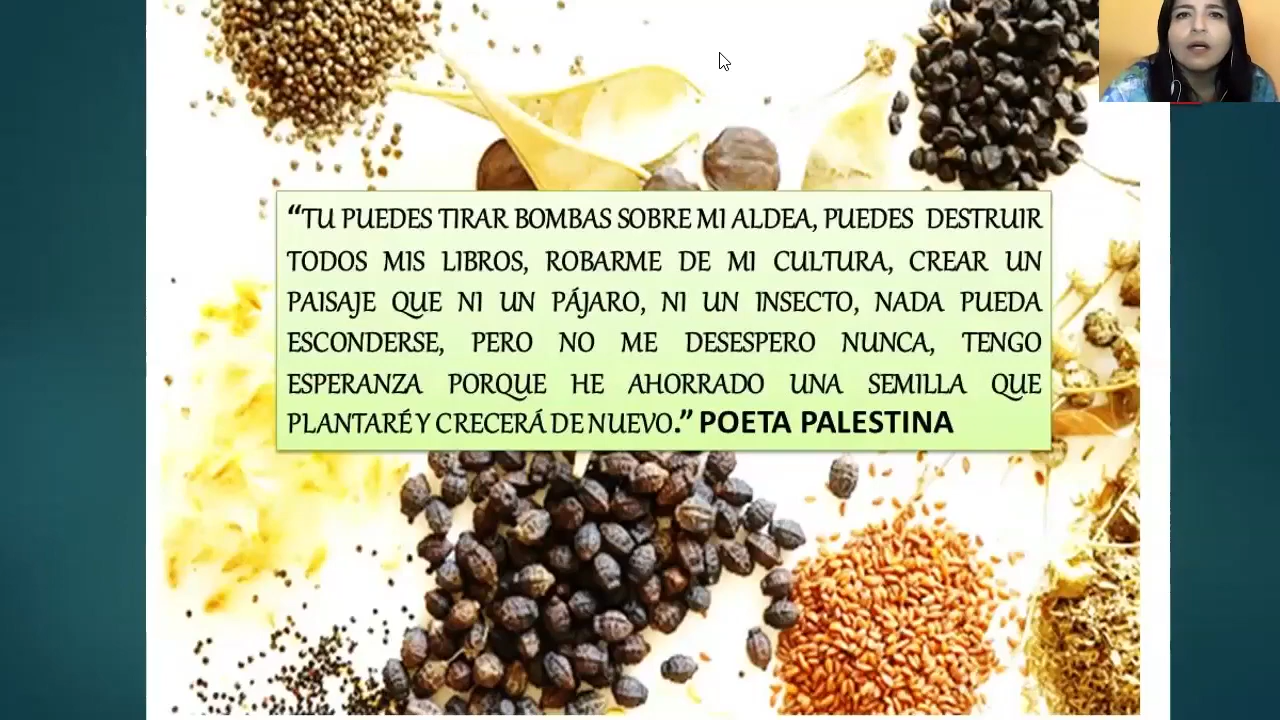 “TU PUEDES TIRAR BOMBAS SOBRE MI ALDEA, PUEDES DESTRUIR
TODOS MIS LIBROS, ROBARME DE MI CULTURA, CREAR UN
PAISAJE QUE NI UN PÁJARO, NI UN INSECTO, NADA PUEDA
ESCONDERSE, PERO NO ME DESESPERO NUNCA, TENGO
ESPERANZA PORQUE HE AHORRADO UNA SEMILLA QUE
PLANTARÉ Y CRECERÁ DE NUEVO.” POETA PALESTINA